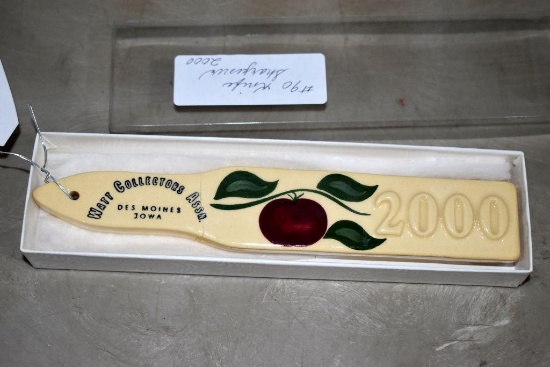 #90 Knife
Sharpener
2000
WATT COLLECTORS ASSN.
DES MOINES
IOWA
2000